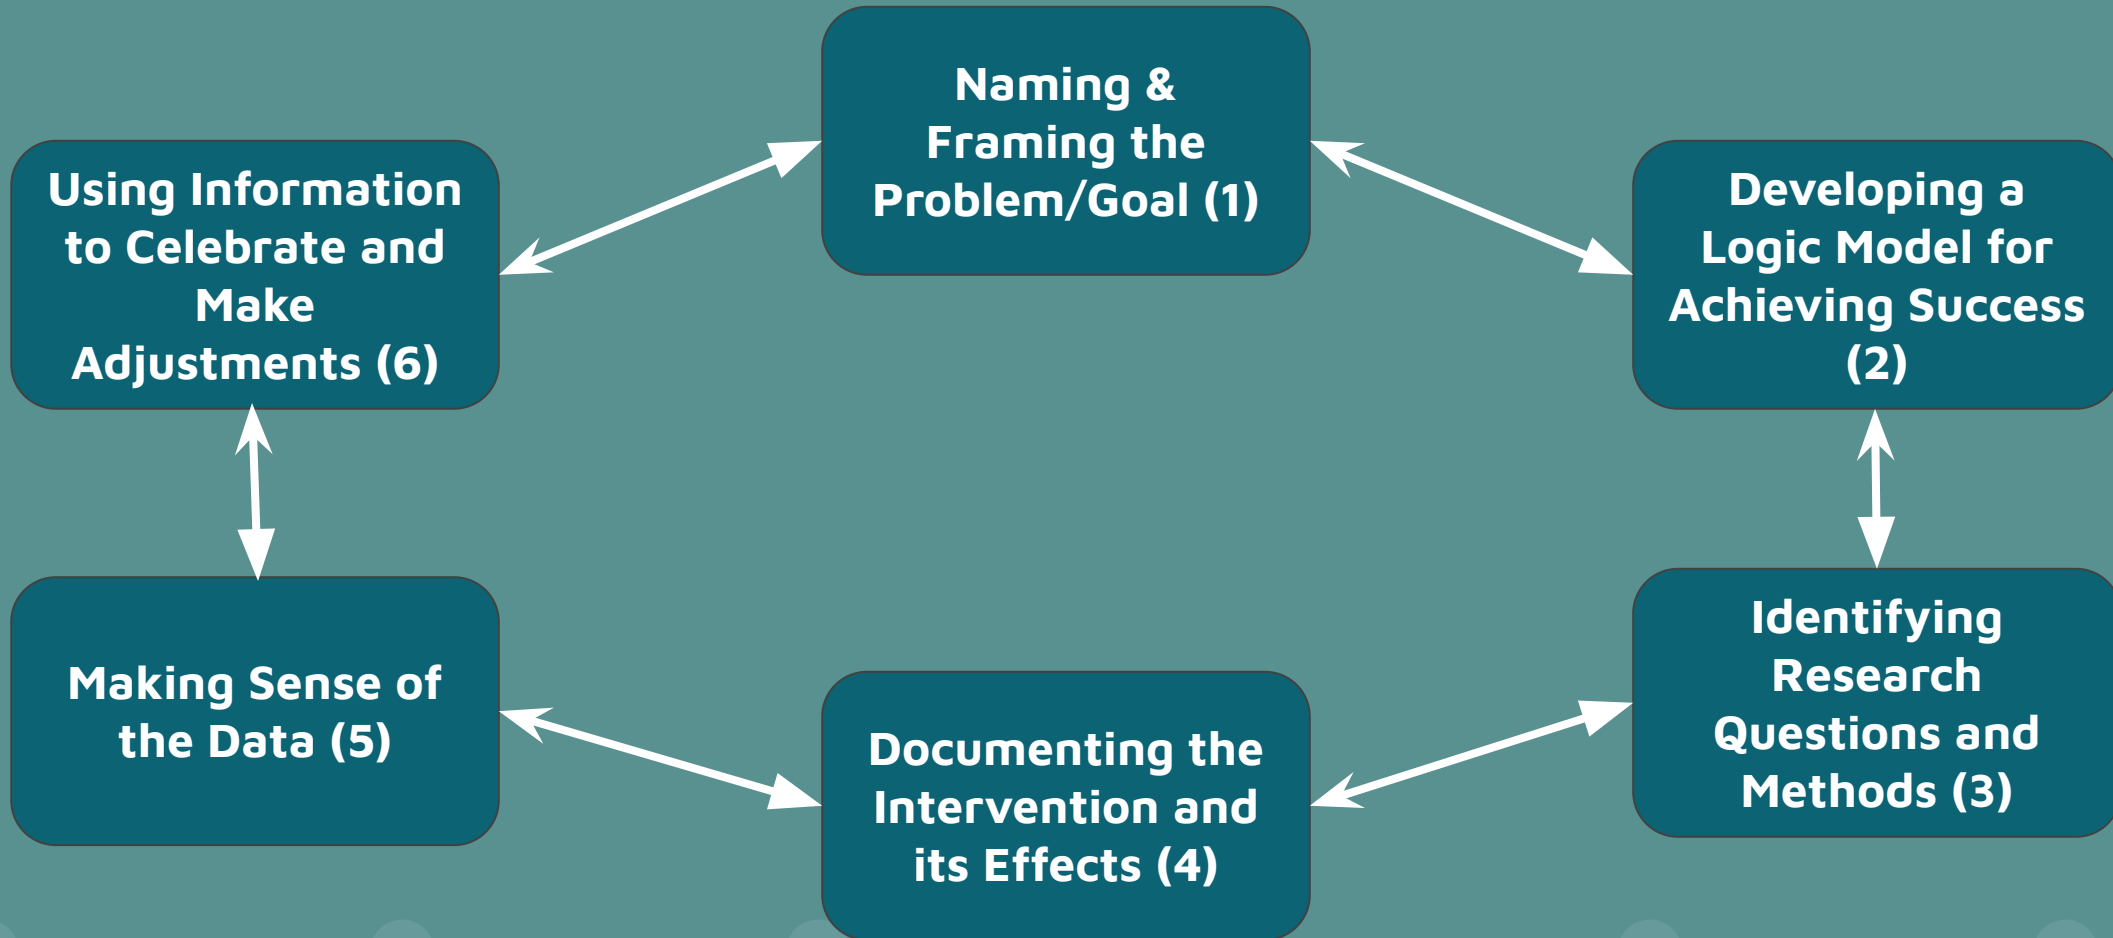 Naming &
Framing the
Problem/Goal (1)
Developing a
Logic Model for
Achieving Success
(2)
Identifying
Research
Questions and
Methods (3)
Documenting the
Intervention and
its Effects (4)
Making Sense of
the Data (5)
Using Information
to Celebrate and
Make
Adjustments (6)